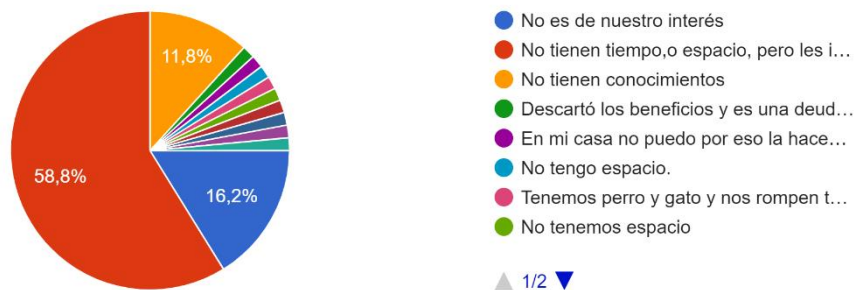 11,8%
58,8%
16,2%
No es de nuestro interés
No tienen tiempo,o espacio, pero les i…
No tienen conocimientos
Descartó los beneficios y es una deud…
En mi casa no puedo por eso la hace…
No tengo espacio.
Tenemos perro y gato y nos rompen t…
No tenemos espacio
1/2